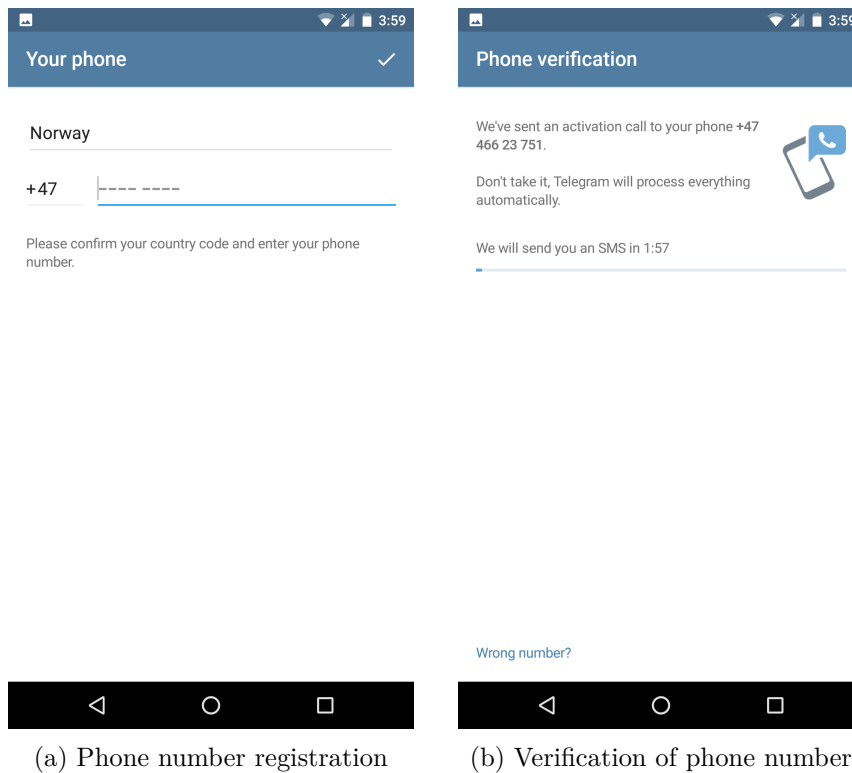 3:59
Your phone
Norway
+47 ---- ----
Please confirm your country code and enter your phone
number.
(a) Phone number registration
3:59
Phone verification
We've sent an activation call to your phone +47
466 23 751.
Don't take it, Telegram will process everything
automatically.
We will send you an SMS in 1:57
Wrong number?
(b) Verification of phone number